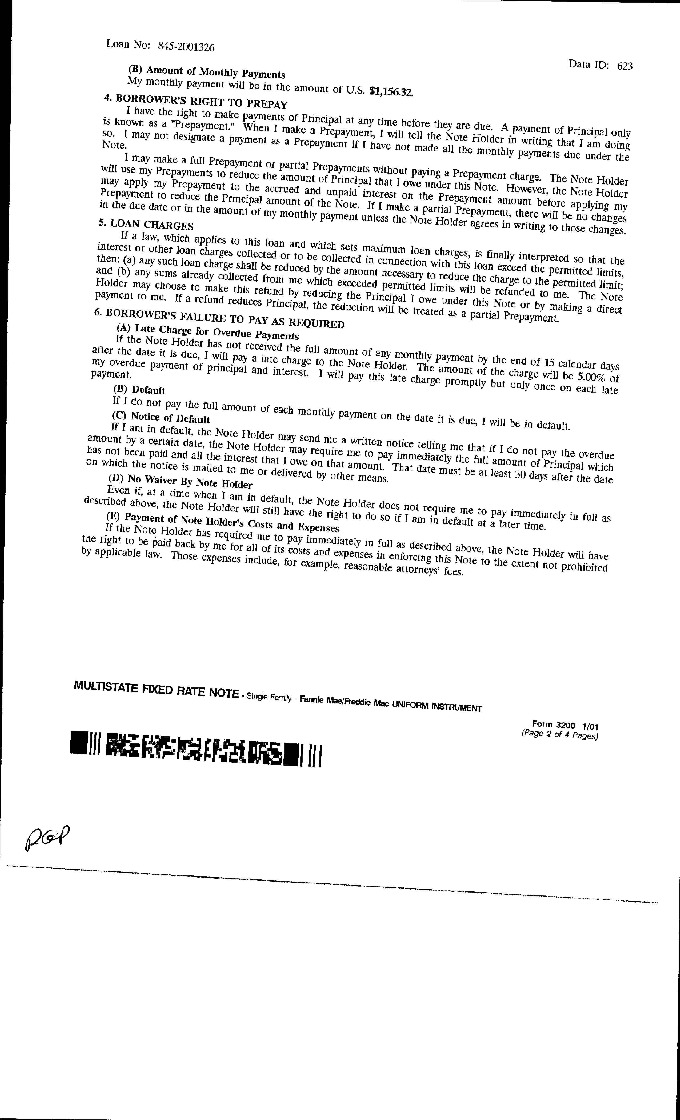 Loan No: 845-2001326
Data ID: 623
(B) Amount of Monthly Payments
My monthly payment will be in the amount of U.S. $1,156.32.
4. BORROWER'S RIGHT TO PREPAY
I have the right to make payments of Principal at any time before they are due. A payment of Principal only
is known as a "Prepayment." When I make a Prepayment, I will tell the Note Holder in writing that I am doing
so. I may not designate a payment as a Prepayment if I have not made all the monthly payments due under the
Note.
I may make a full Prepayment or partial Prepayments without paying a Prepayment charge. The Note Holder
will use my Prepayments to reduce the amount of Principal that I owe under this Note. However, the Note Holder
may apply my Prepayment to the accrued and unpaid interest on the Prepayment amount before applying my
Prepayment to reduce the Principal amount of the Note. If I make a partial Prepayment, there will be no changes
in the due date or in the amount of my monthly payment unless the Note Holder agrees in writing to those changes.
5. LOAN CHARGES
If a law, which applies to this loan and which sets maximum loan charges, is finally interpreted so that the
interest or other loan charges collected or to be collected in connection with this loan exceed the permitted limits,
then: (a) any such loan charge shall be reduced by the amount necessary to reduce the charge to the permitted limit;
and (b) any sums already collected from me which exceeded permitted limits will be refunded to me. The Note
Holder may choose to make this refund by reducing the Principal I owe under this Note or by making a direct
payment to me. If a refund reduces Principal, the reduction will be treated as a partial Prepayment.
6. BORROWER'S FAILURE TO PAY AS REQUIRED
(A) Late Charge for Overdue Payments
If the Note Holder has not received the full amount of any monthly payment by the end of 15 calendar days
after the date it is due, I will pay a late charge to the Note Holder. The amount of the charge will be 5.00% of
my overdue payment of principal and interest. I will pay this late charge promptly but only once on each late
payment.
(B) Default
If I do not pay the full amount of each monthly payment on the date it is due, I will be in default.
(C) Notice of Default
If I am in default, the Note Holder may send me a written notice telling me that if I do not pay the overdue
amount by a certain date, the Note Holder may require me to pay immediately the full amount of Principal which
has not been paid and all the interest that I owe on that amount. That date must be at least 30 days after the date
on which the notice is mailed to me or delivered by other means.
(D) No Waiver By Note Holder
Even if, at a time when I am in default, the Note Holder does not require me to pay immediately in full as
described above, the Note Holder will still have the right to do so if I am in default at a later time.
(E) Payment of Note Holder's Costs and Expenses
If the Note Holder has required me to pay immediately in full as described above, the Note Holder will have
the right to be paid back by me for all of its costs and expenses in enforcing this Note to the extent not prohibited
by applicable law. Those expenses include, for example, reasonable attorneys' fees.
MULTISTATE FIXED RATE NOTE - Single Family - Fannie Mae/Freddie Mac UNIFORM INSTRUMENT
Form 3200 1/01
(Page 2 of 4 Pages)
PGP